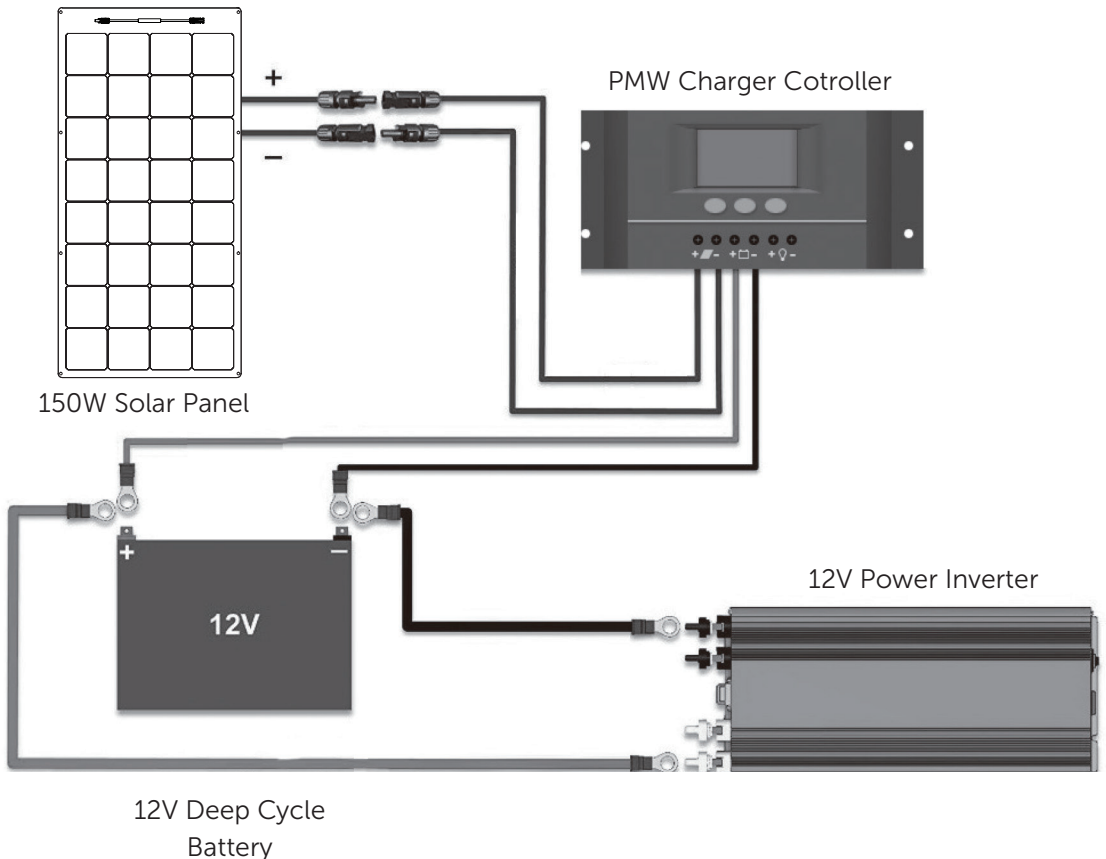 +
−
PMW Charger Cotroller
+ − + − + −
150W Solar Panel
+ −
12V
12V Power Inverter
12V Deep Cycle
Battery